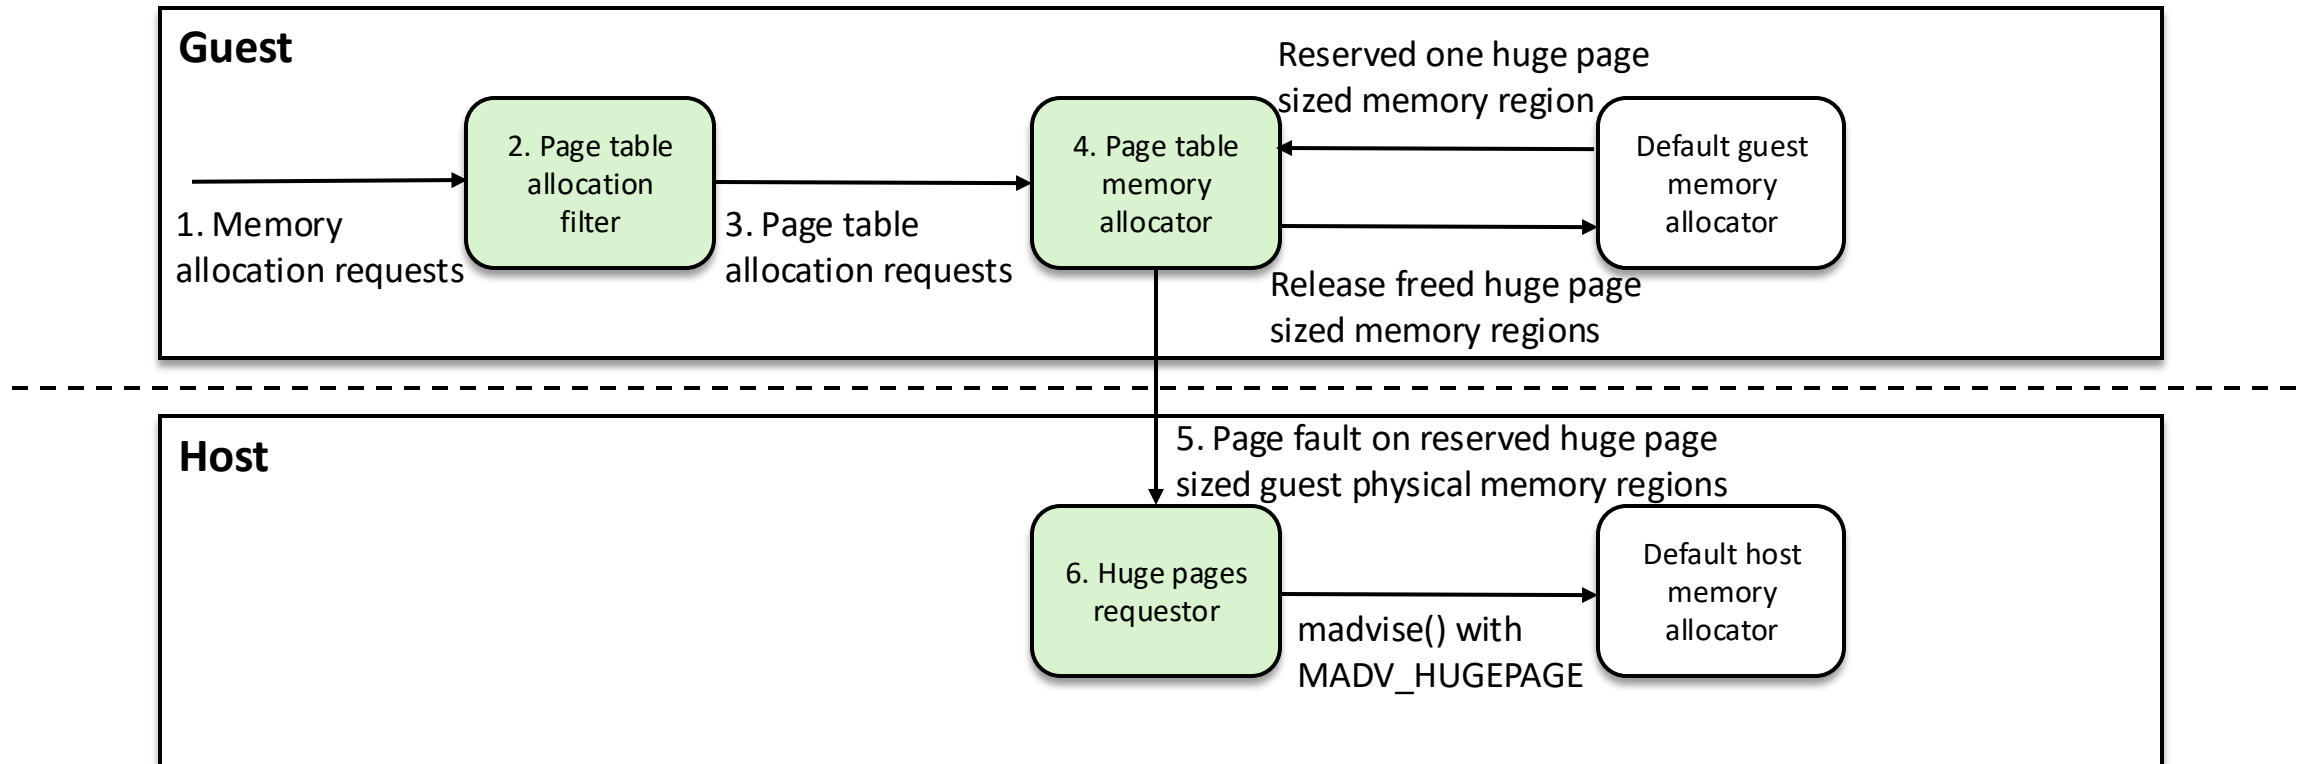 Guest
Reserved one huge page
sized memory region
2. Page table
allocation
filter
4. Page table
memory
allocator
Default guest
memory
allocator
1. Memory
allocation requests
3. Page table
allocation requests
Release freed huge page
sized memory regions
Host
5. Page fault on reserved huge page
sized guest physical memory regions
6. Huge pages
requestor
Default host
memory
allocator
madvise() with
MADV_HUGEPAGE